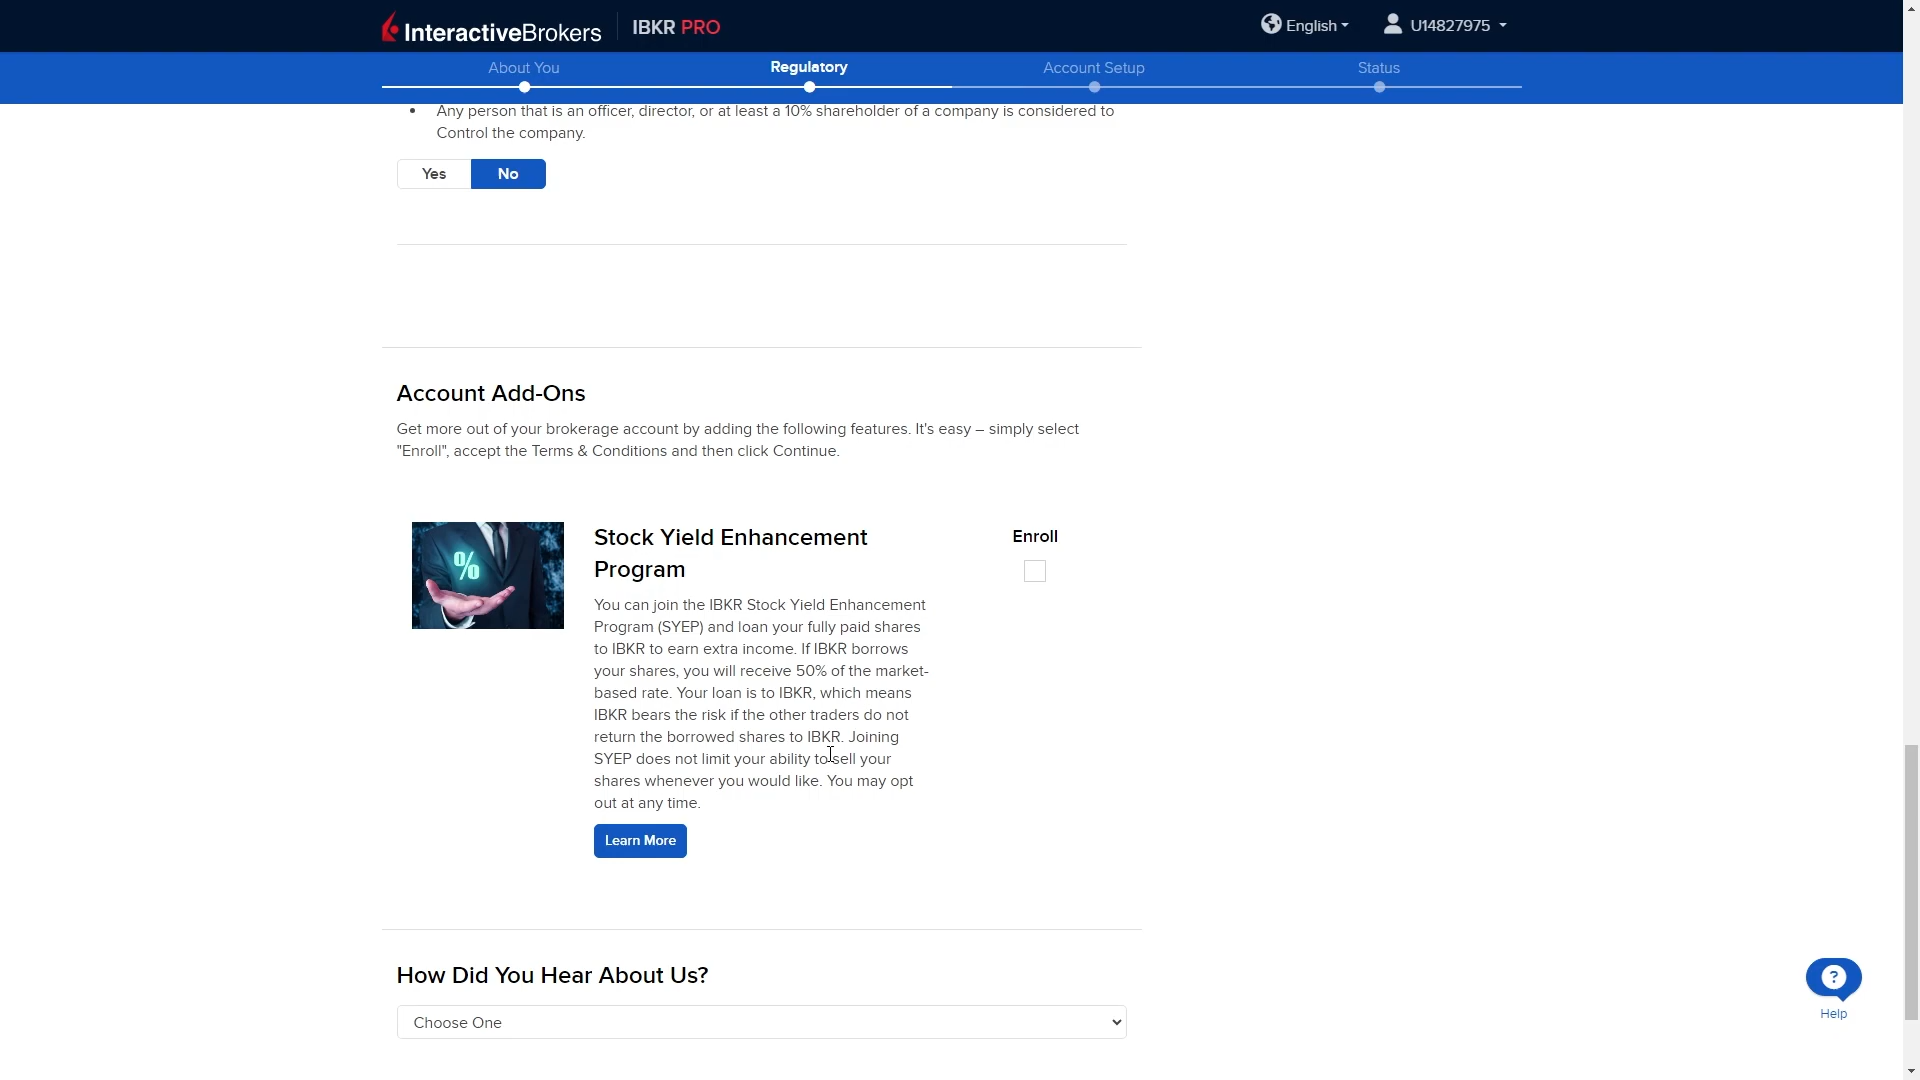 InteractiveBrokers IBKR PRO English U14827975
About You Regulatory Account Setup Status
• Any person that is an officer, director, or at least a 10% shareholder of a company is considered to
Control the company.
Yes No
Account Add-Ons
Get more out of your brokerage account by adding the following features. It's easy – simply select
"Enroll", accept the Terms & Conditions and then click Continue.
%
Stock Yield Enhancement
Program
Enroll
You can join the IBKR Stock Yield Enhancement
Program (SYEP) and loan your fully paid shares
to IBKR to earn extra income. If IBKR borrows
your shares, you will receive 50% of the market-
based rate. Your loan is to IBKR, which means
IBKR bears the risk if the other traders do not
return the borrowed shares to IBKR. Joining
SYEP does not limit your ability to sell your
shares whenever you would like. You may opt
out at any time.
Learn More
How Did You Hear About Us?
Choose One
?
Help